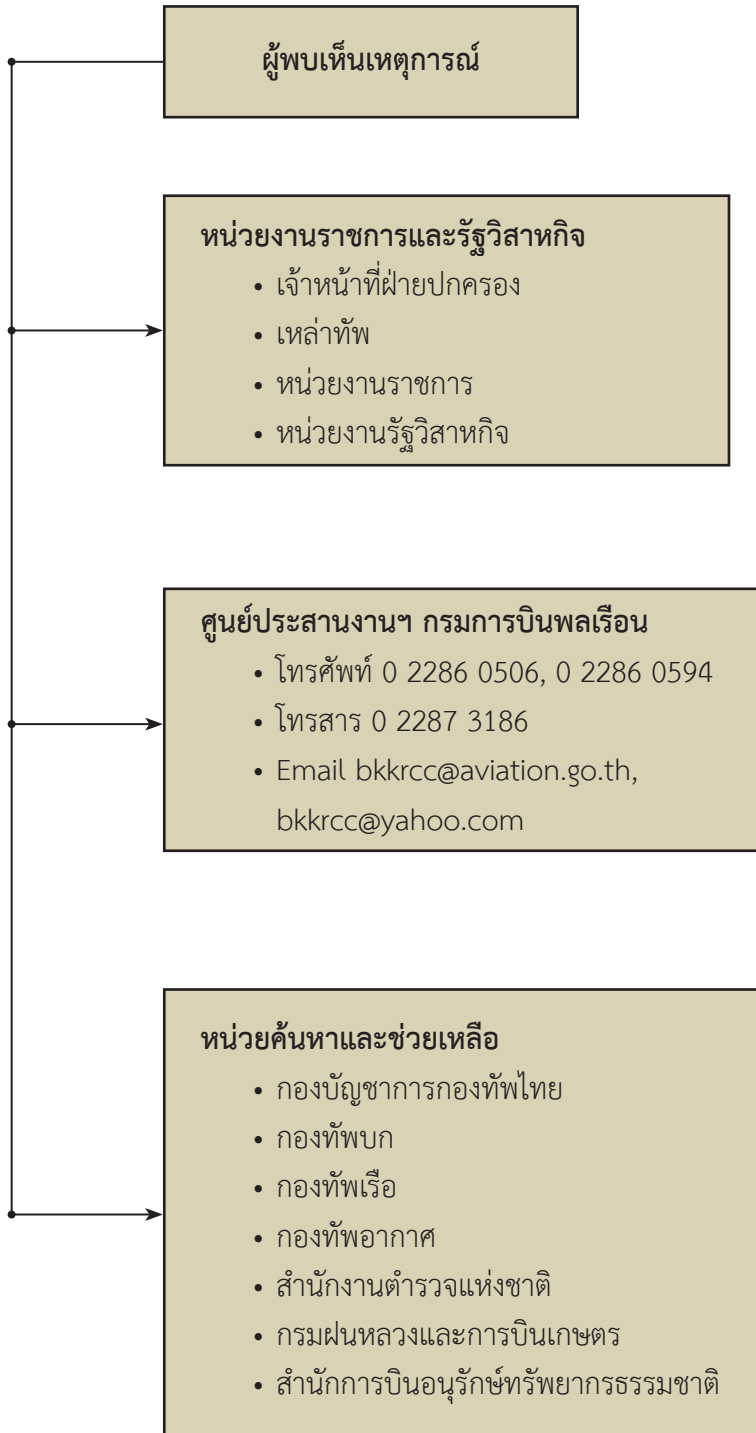 ผู้พบเห็นเหตุการณ์
หน่วยงานราชการและรัฐวิสาหกิจ
• เจ้าหน้าที่ฝ่ายปกครอง
• เหล่าทัพ
• หน่วยงานราชการ
• หน่วยงานรัฐวิสาหกิจ
ศูนย์ประสานงานฯ กรมการบินพลเรือน
• โทรศัพท์ 0 2286 0506, 0 2286 0594
• โทรสาร 0 2287 3186
• Email bkkrcc@aviation.go.th,
bkkrcc@yahoo.com
หน่วยค้นหาและช่วยเหลือ
• กองบัญชาการกองทัพไทย
• กองทัพบก
• กองทัพเรือ
• กองทัพอากาศ
• สำนักงานตำรวจแห่งชาติ
• กรมฝนหลวงและการบินเกษตร
• สำนักการบินอนุรักษ์ทรัพยากรธรรมชาติ